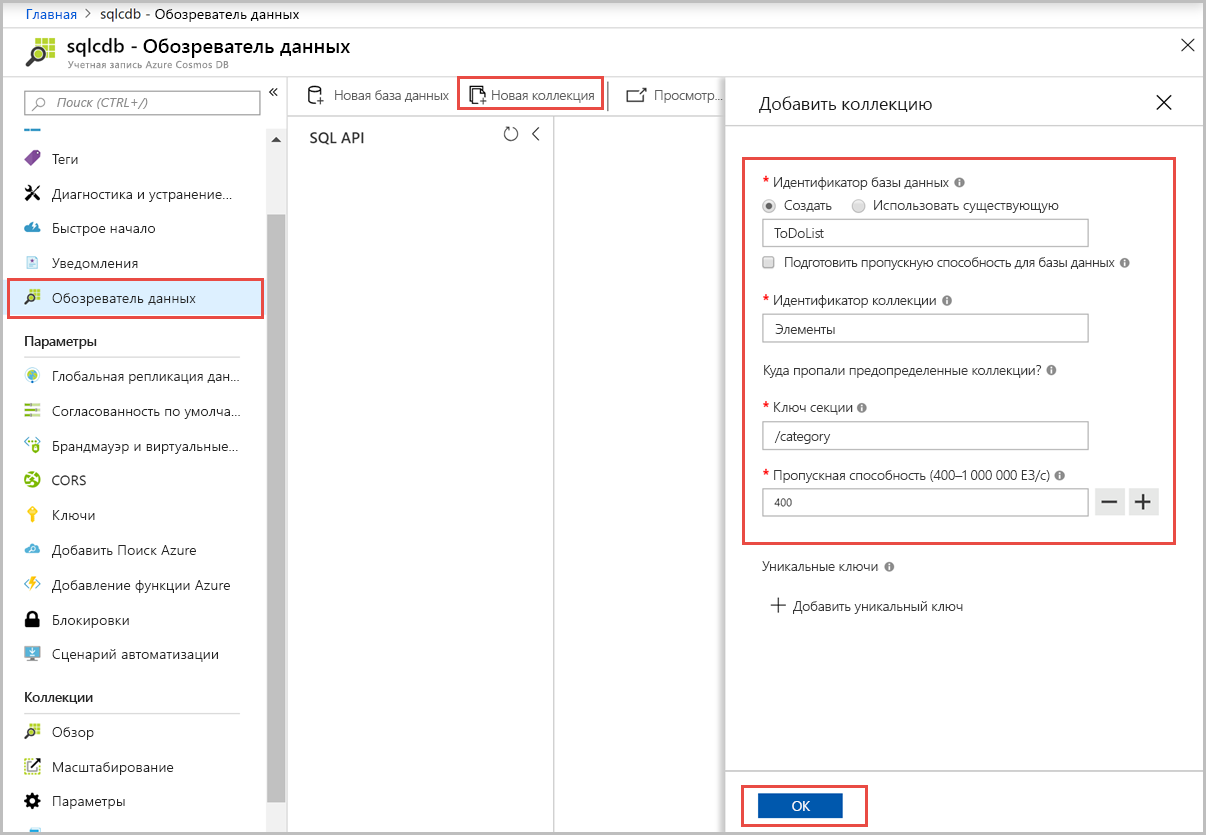 Главная > sqlcdb - Обозреватель данных
sqlcdb - Обозреватель данных
Учетная запись Azure Cosmos DB
Поиск (CTRL+/)
Теги
Диагностика и устранение...
Быстрое начало
Уведомления
Обозреватель данных
Параметры
Глобальная репликация дан...
Согласованность по умолча...
Брандмауэр и виртуальные...
CORS
Ключи
Добавить Поиск Azure
Добавление функции Azure
Блокировки
Сценарий автоматизации
Коллекции
Обзор
Масштабирование
Параметры
Новая база данных
Новая коллекция
Просмотр...
SQL API
Добавить коллекцию
* Идентификатор базы данных
Создать
Использовать существующую
ToDoList
Подготовить пропускную способность для базы данных
* Идентификатор коллекции
Элементы
Куда пропали предопределенные коллекции?
* Ключ секции
/category
* Пропускная способность (400–1 000 000 ЕЗ/с)
400
Уникальные ключи
Добавить уникальный ключ
ОК